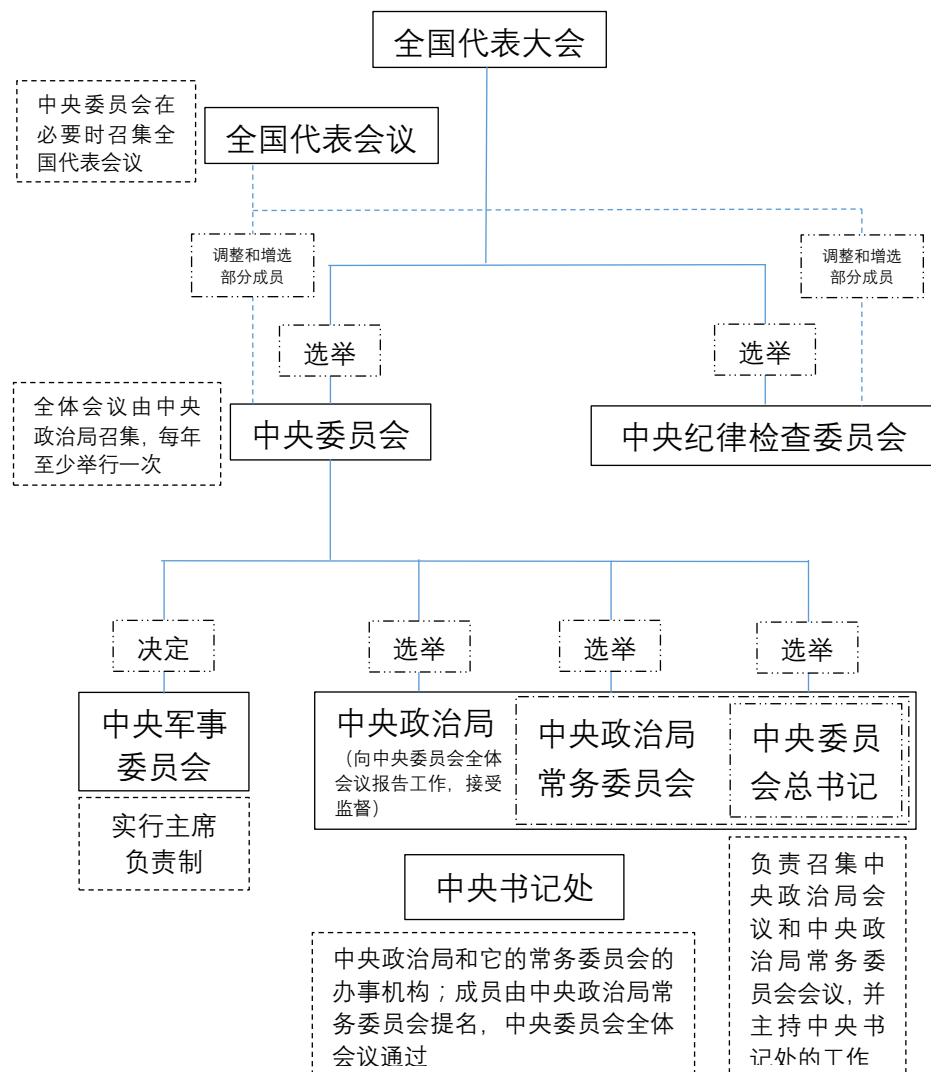 全国代表大会
中央委员会在
必要时召集全
国代表会议
全国代表会议
调整和增选
部分成员
调整和增选
部分成员
选举
选举
全体会议由中央
政治局召集，每年
至少举行一次
中央委员会
中央纪律检查委员会
决定
选举
选举
选举
中央军事
委员会
实行主席
负责制
中央政治局
（向中央委员会全体
会议报告工作，接受
监督）
中央政治局
常务委员会
中央委员
会总书记
中央书记处
中央政治局和它的常务委员会的
办事机构；成员由中央政治局常
务委员会提名，中央委员会全体
会议通过
负责召集中
央政治局会
议和中央政
治局常务委
员会会议，并
主持中央书
记处的工作